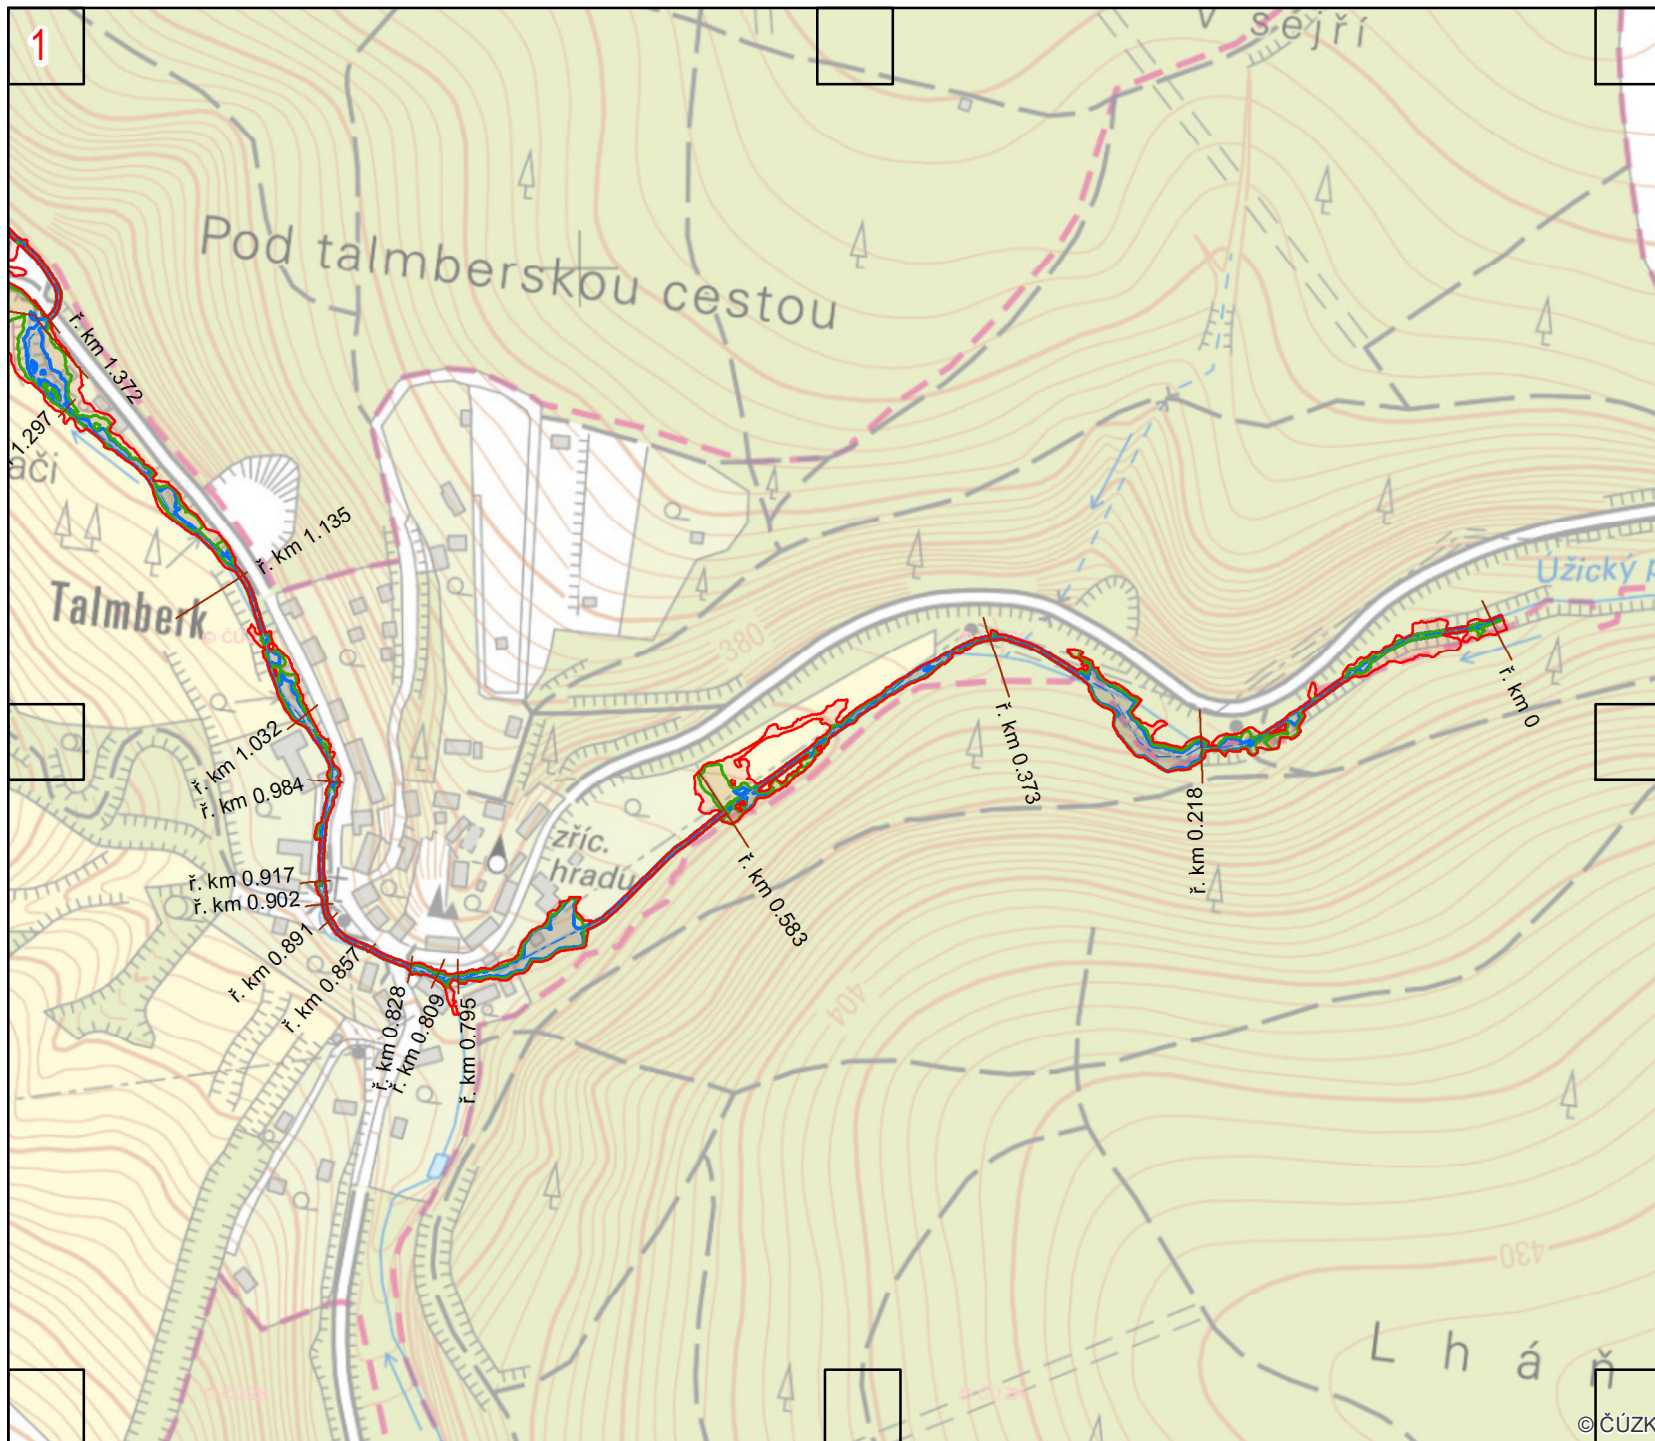 1
V sejří
Pod talmberskou cestou
ř. km 1.372
1.297
ači
ř. km 1.135
Talmberk
Úžický p
ř. km 0
ř. km 1.032
ř. km 0.984
ř. km 0.373
ř. km 0.218
zříc.
hradu
ř. km 0.583
ř. km 0.917
ř. km 0.902
ř. km 0.891
ř. km 0.857
ř. km 0.828
ř. km 0.809
ř. km 0.795
404
430
Lháň
© ČÚZK